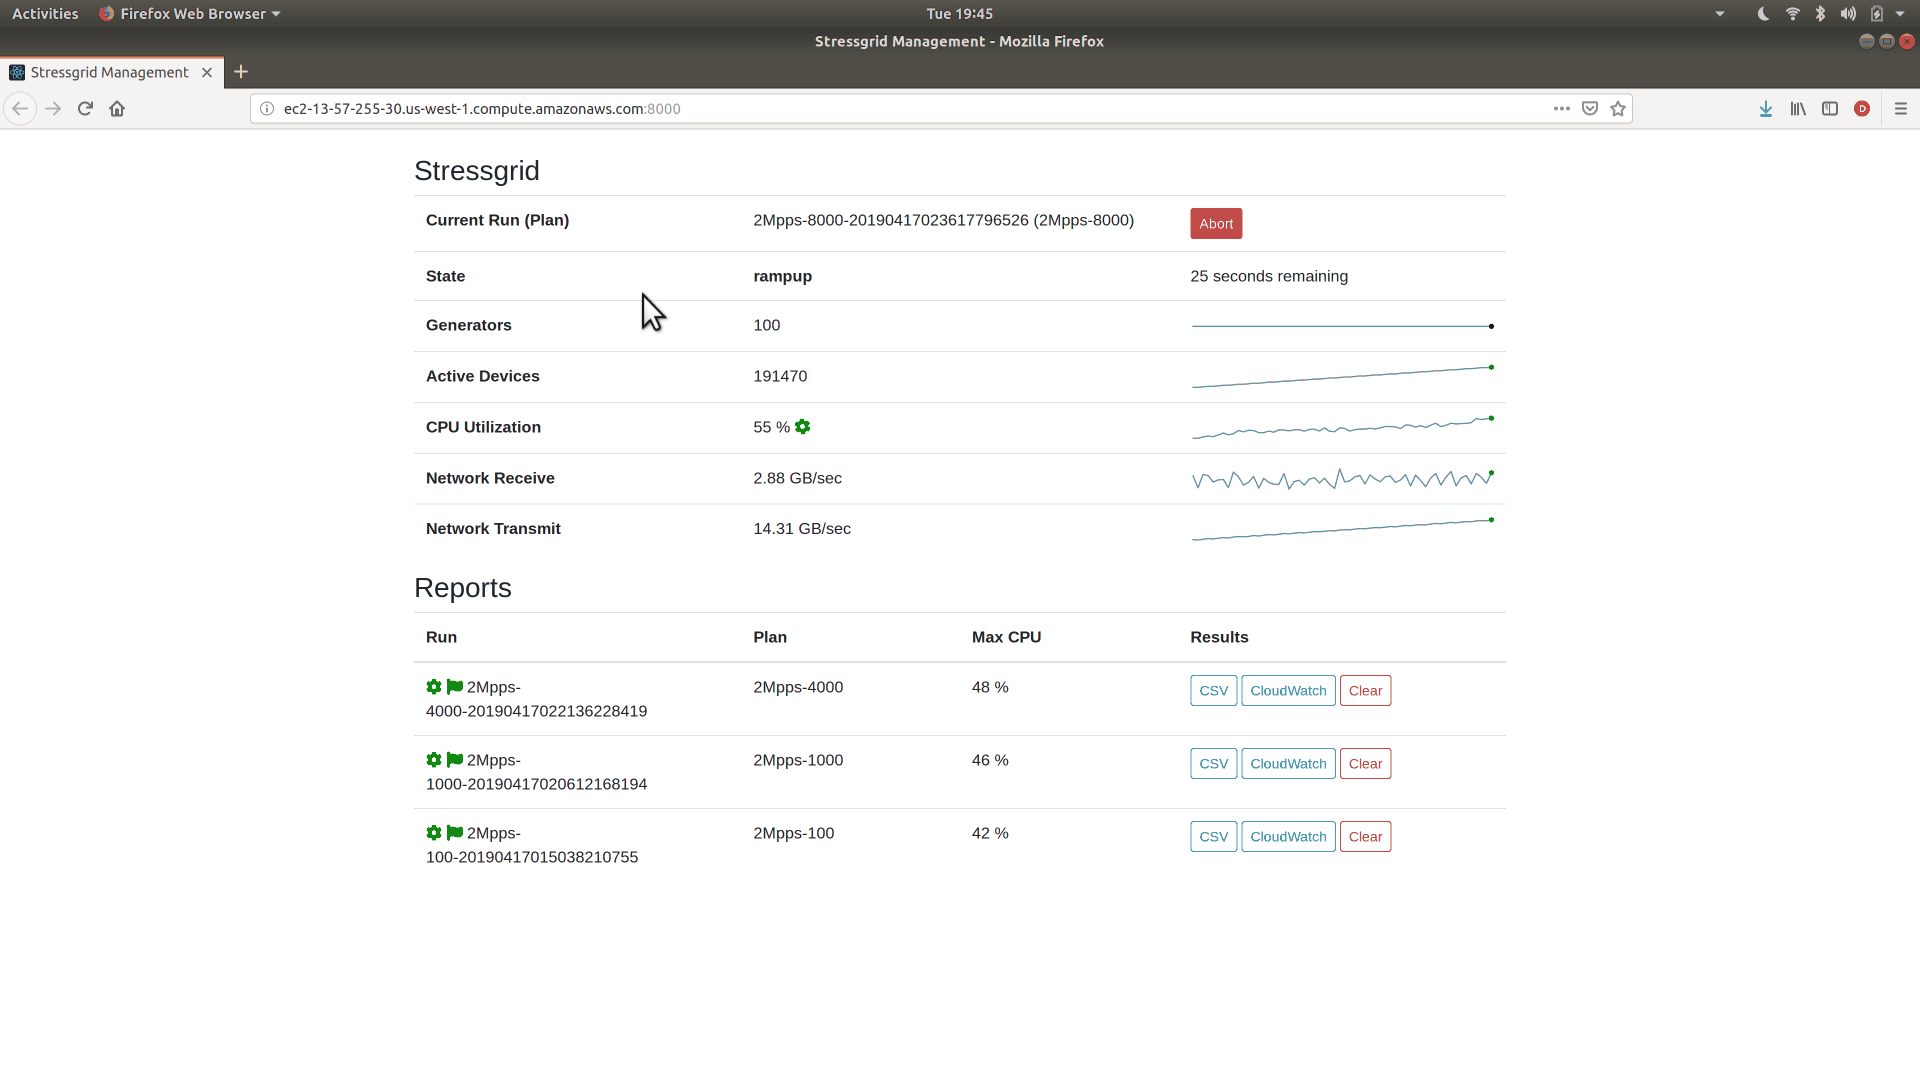 Activities Firefox Web Browser Tue 19:45
Stressgrid Management - Mozilla Firefox
Stressgrid Management
ec2-13-57-255-30.us-west-1.compute.amazonaws.com:8000
D
Stressgrid
Current Run (Plan) 2Mpps-8000-20190417023617796526 (2Mpps-8000) Abort
State rampup 25 seconds remaining
Generators 100
Active Devices 191470
CPU Utilization 55 %
Network Receive 2.88 GB/sec
Network Transmit 14.31 GB/sec
Reports
Run Plan Max CPU Results
2Mpps- 2Mpps-4000 48 % CSV CloudWatch Clear
4000-20190417022136228419
2Mpps- 2Mpps-1000 46 % CSV CloudWatch Clear
1000-20190417020612168194
2Mpps- 2Mpps-100 42 % CSV CloudWatch Clear
100-20190417015038210755